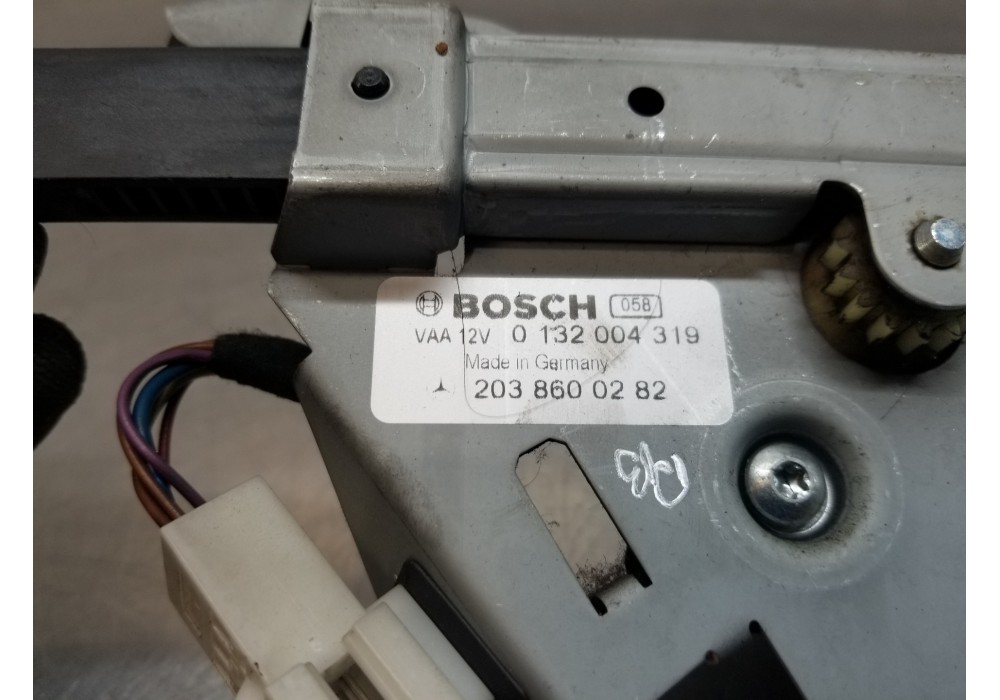 BOSCH 058
VAA 12V 0 132 004 319
Made in Germany
203 860 02 82